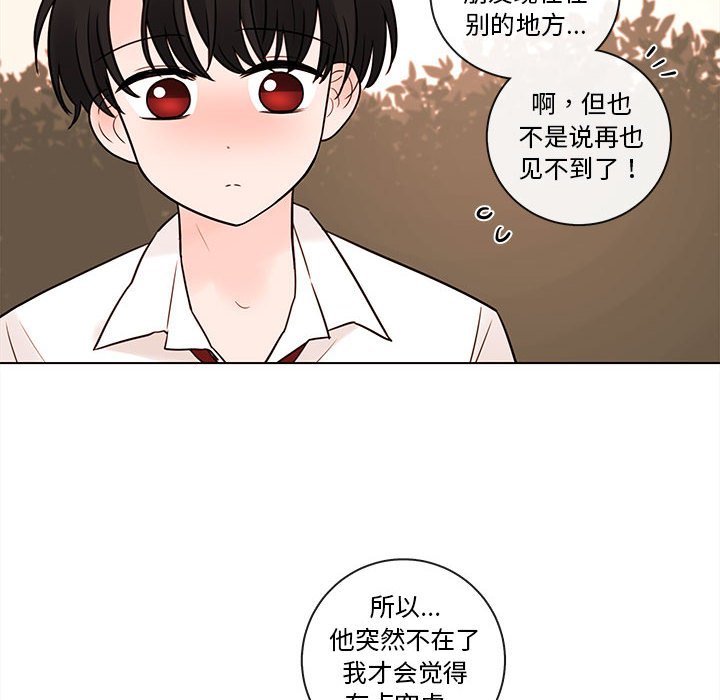 别的地方...
啊，但也
不是说再也
见不到了！
所以...
他突然不在了
我才会觉得